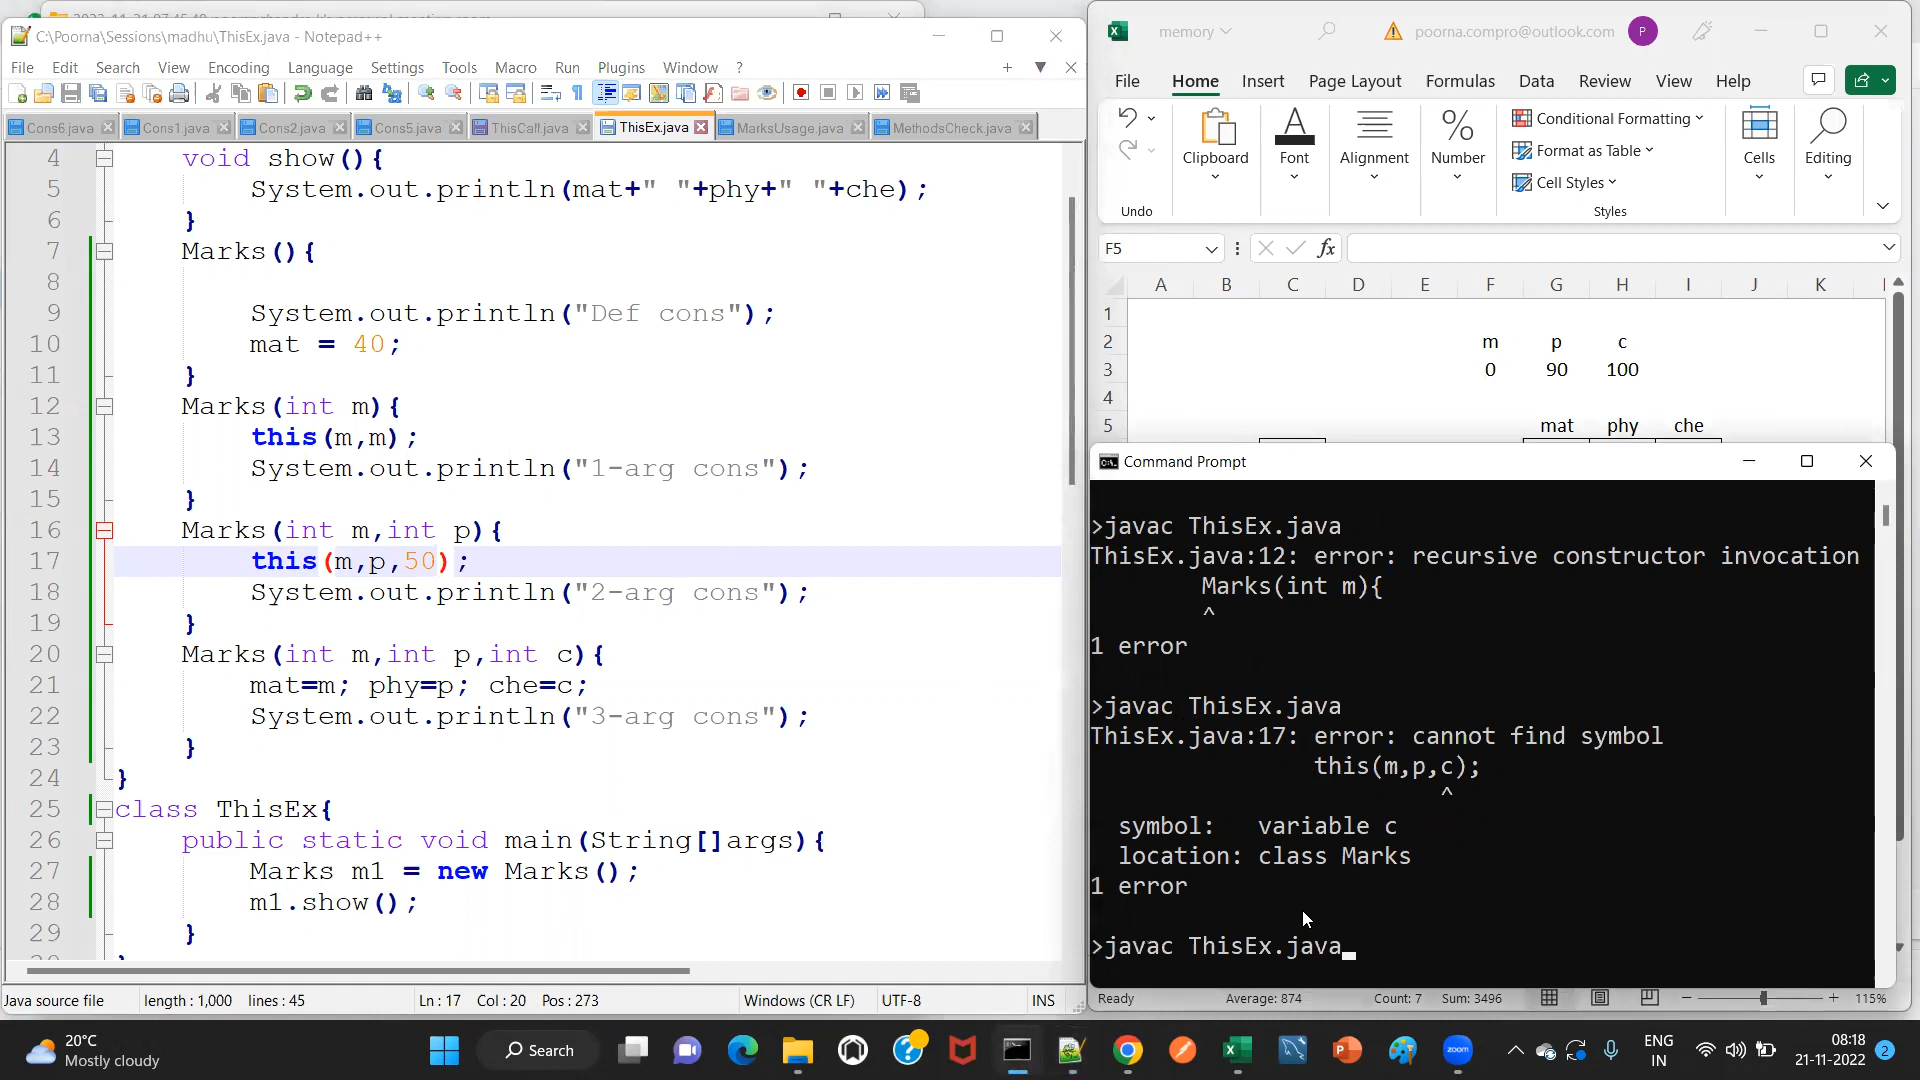 C:\Poorna\Sessions\madhu\ThisEx.java - Notepad++
File Edit Search View Encoding Language Settings Tools Macro Run Plugins Window ? + ▼ X
Cons6.java Cons1.java Cons2.java Cons5.java ThisCall.java ThisEx.java MarksUsage.java MethodsCheck.java
4 void show(){
5 System.out.println(mat+" "+phy+" "+che);
6 }
7 Marks(){
8
9 System.out.println("Def cons");
10 mat = 40;
11 }
12 Marks(int m){
13 this(m,m);
14 System.out.println("1-arg cons");
15 }
16 Marks(int m,int p){
17 this(m,p,50);
18 System.out.println("2-arg cons");
19 }
20 Marks(int m,int p,int c){
21 mat=m; phy=p; che=c;
22 System.out.println("3-arg cons");
23 }
24 }
25 class ThisEx{
26 public static void main(String[]args){
27 Marks m1 = new Marks();
28 m1.show();
29 }
Java source file length : 1,000 lines : 45 Ln : 17 Col : 20 Pos : 273 Windows (CR LF) UTF-8 INS
memory poorna.compro@outlook.com P
File Home Insert Page Layout Formulas Data Review View Help
Undo
Clipboard
Font
Alignment
Number
Conditional Formatting
Format as Table
Cell Styles
Styles
Cells
Editing
F5 fx
A B C D E F G H I J K
1
2 m p c
3 0 90 100
4
5 mat phy che
Command Prompt
>javac ThisEx.java
ThisEx.java:12: error: recursive constructor invocation
Marks(int m){
^
1 error
>javac ThisEx.java
ThisEx.java:17: error: cannot find symbol
this(m,p,c);
^
symbol: variable c
location: class Marks
1 error
>javac ThisEx.java
Ready Average: 874 Count: 7 Sum: 3496 115%
20°C
Mostly cloudy
Search
zoom
ENG
IN
08:18
21-11-2022
2